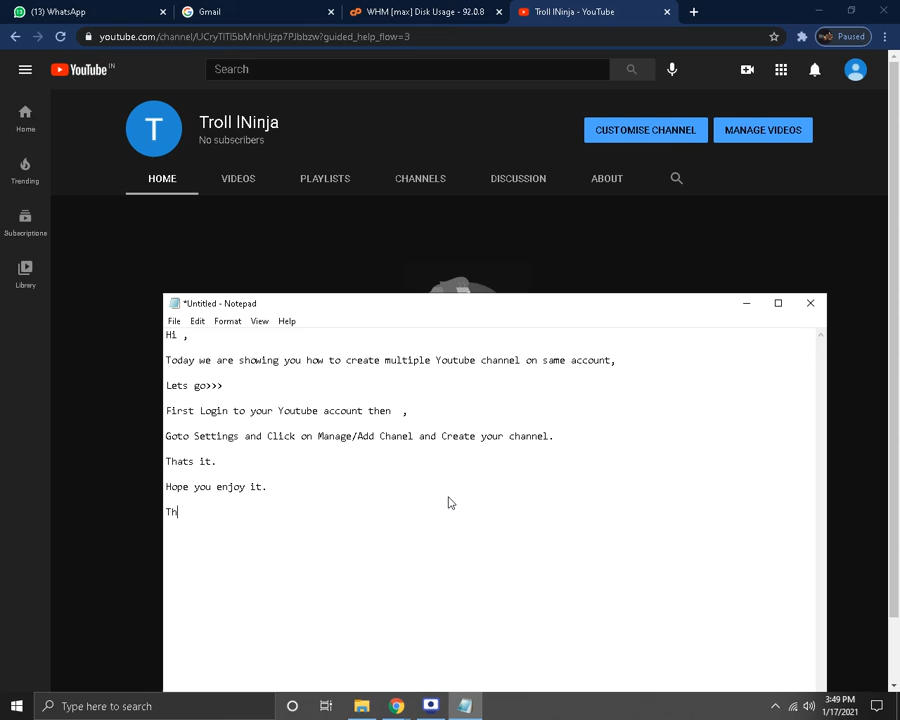 (13) WhatsApp
Gmail
WHM [max] Disk Usage - 92.0.8
Troll lNinja - YouTube
youtube.com/channel/UCryTlTl5bMnhUjzp7PJbbzw?guided_help_flow=3
Paused
YouTube IN
Search
Home
Trending
Subscriptions
Library
T
Troll lNinja
No subscribers
CUSTOMISE CHANNEL
MANAGE VIDEOS
HOME VIDEOS PLAYLISTS CHANNELS DISCUSSION ABOUT
*Untitled - Notepad
File Edit Format View Help
Hi ,
Today we are showing you how to create multiple Youtube channel on same account,
Lets go>>>
First Login to your Youtube account then  ,
Goto Settings and Click on Manage/Add Chanel and Create your channel.
Thats it.
Hope you enjoy it.
Th
Type here to search
3:49 PM
1/17/2021